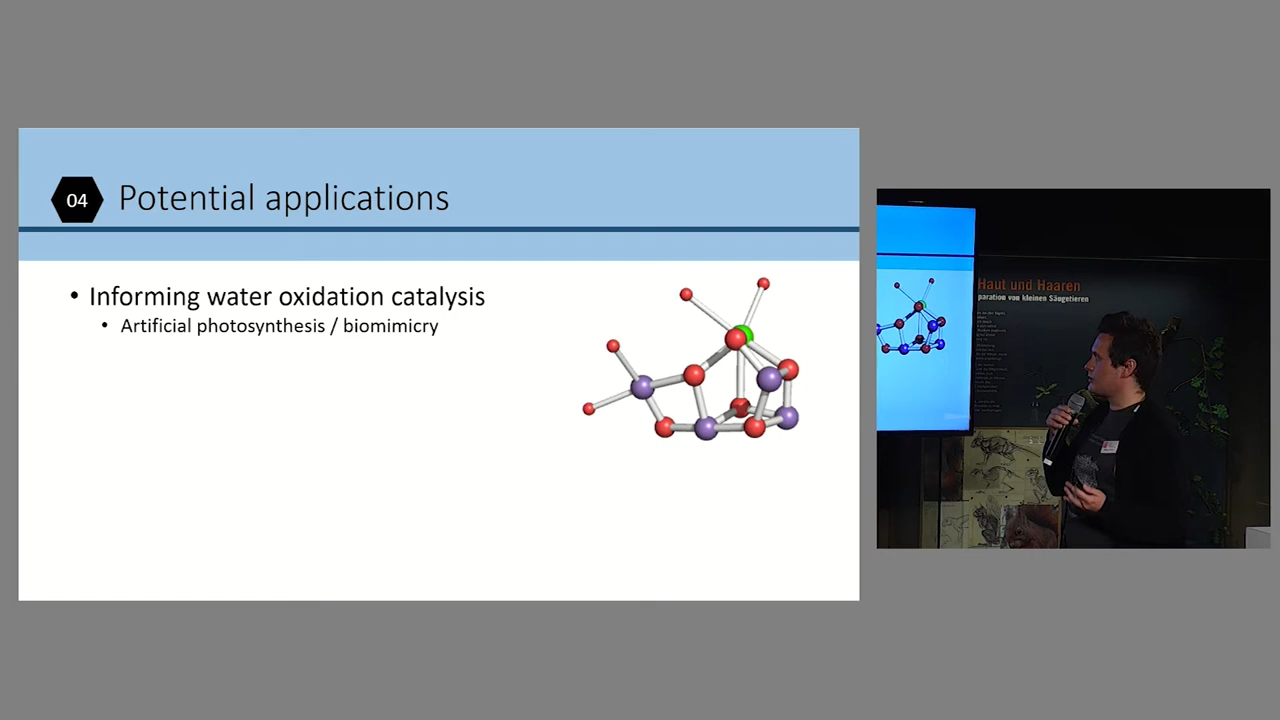 04
Potential applications
• Informing water oxidation catalysis
• Artificial photosynthesis / biomimicry
Haut und Haaren
paration von kleinen Säugetieren